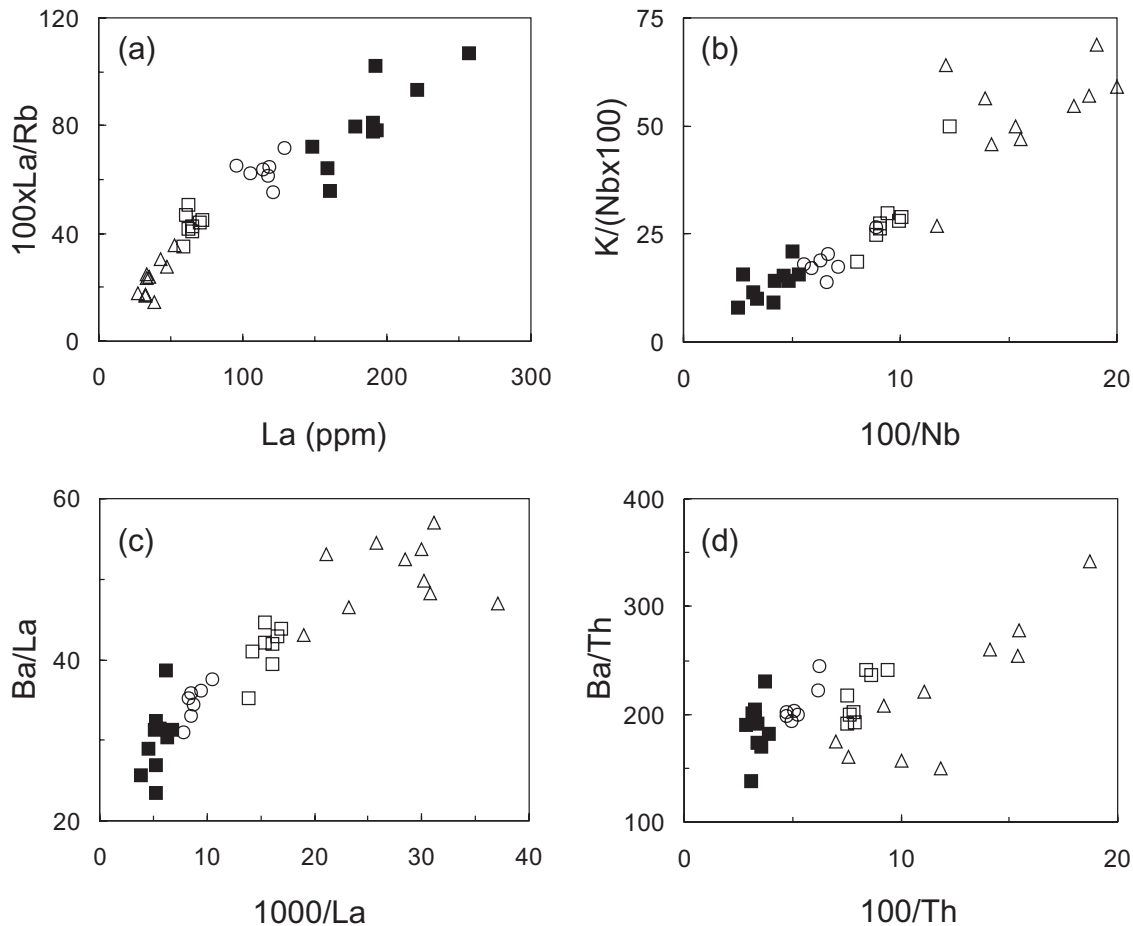 (a)
120
80
40
0
100xLa/Rb
0 100 200 300
La (ppm)
(b)
75
50
25
0
K/(Nbx100)
0 10 20
100/Nb
(c)
60
40
20
Ba/La
0 10 20 30 40
1000/La
(d)
400
300
200
100
Ba/Th
0 10 20
100/Th